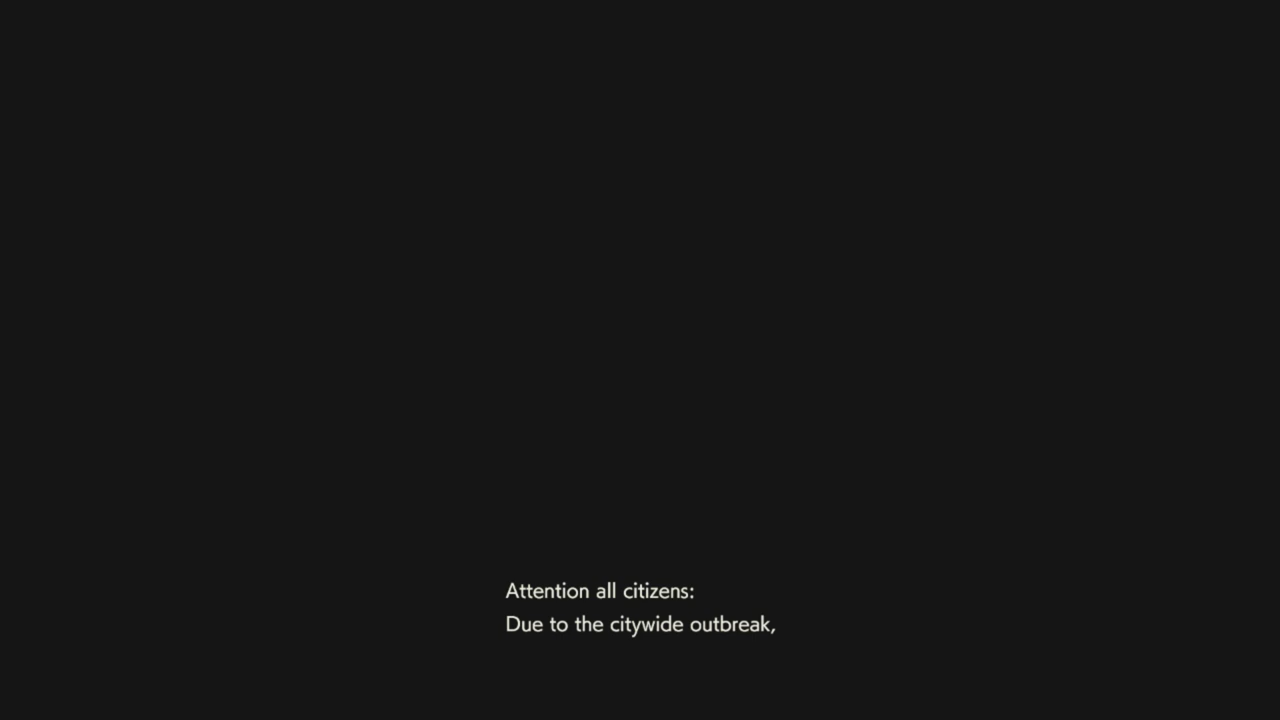 Attention all citizens:
Due to the citywide outbreak,